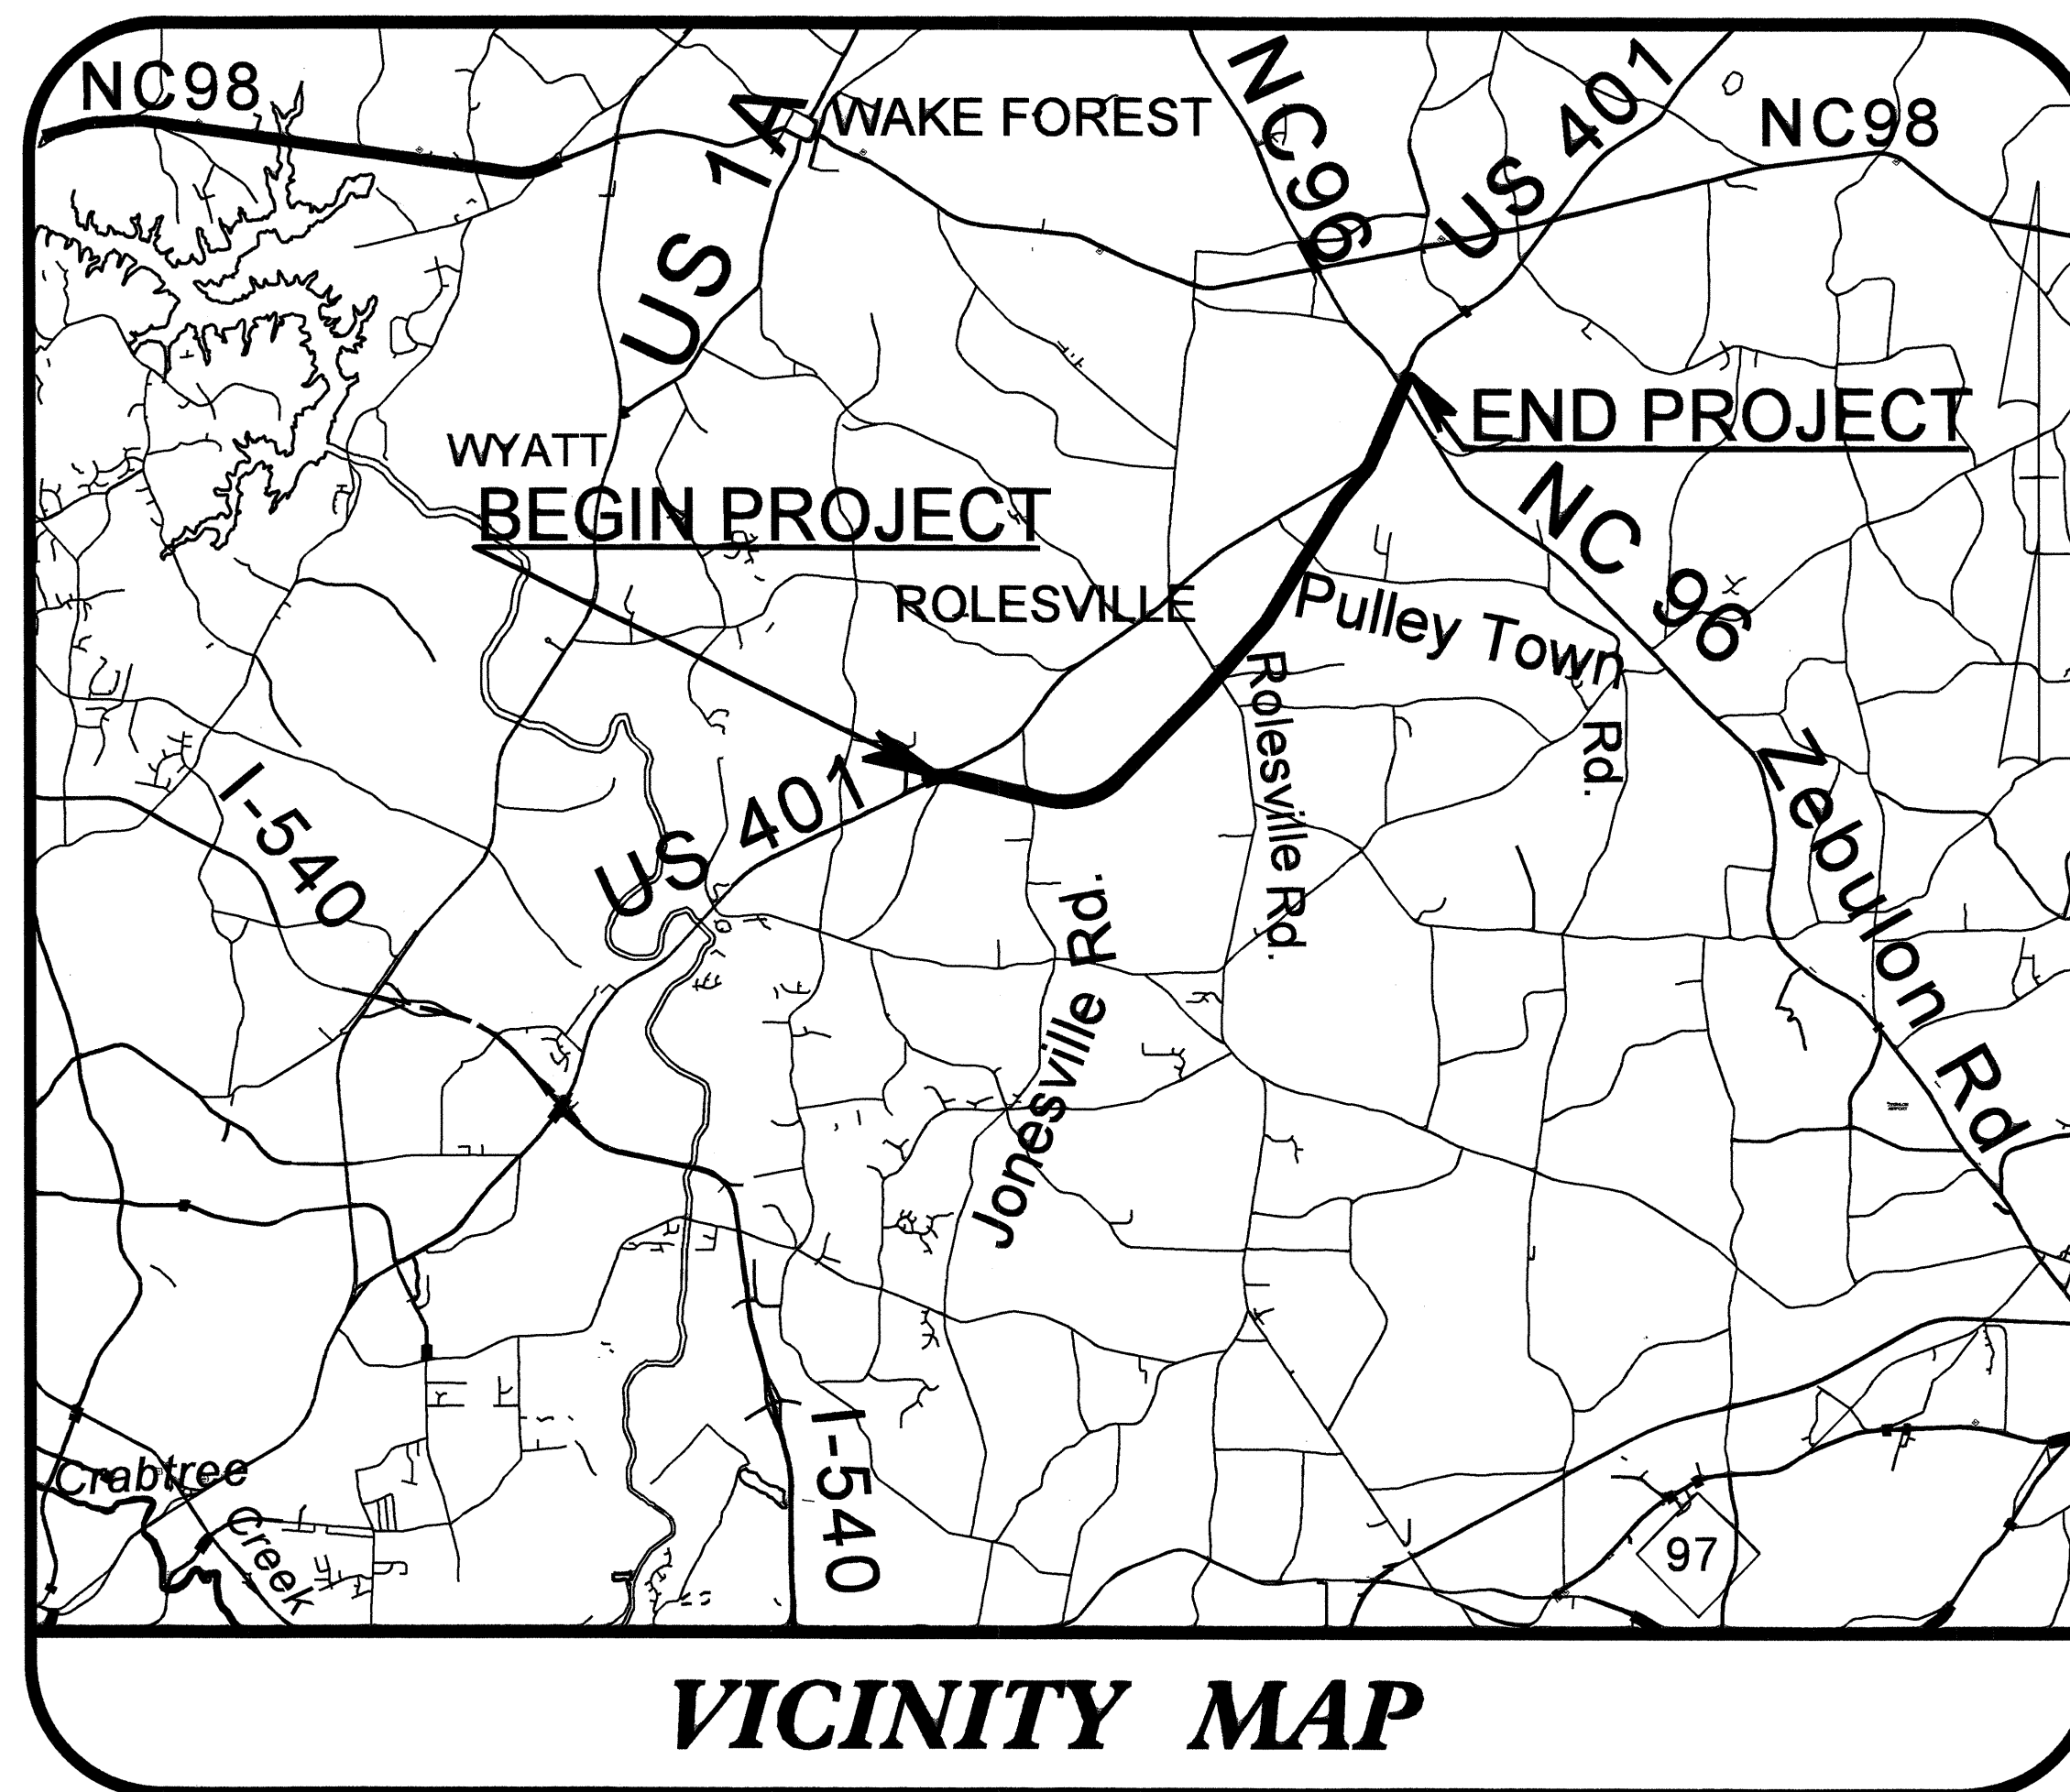 NC98
US 1 A
WAKE FOREST
NC96
US 401
NC98
END PROJECT
WYATT
BEGIN PROJECT
NC 96
ROLESVILLE
Pulley Town
Rd.
Rolesville Rd.
US 401
I-540
Zebulon Rd
Jonesville Rd.
I-540
Crabtree
Creek
97
VICINITY MAP